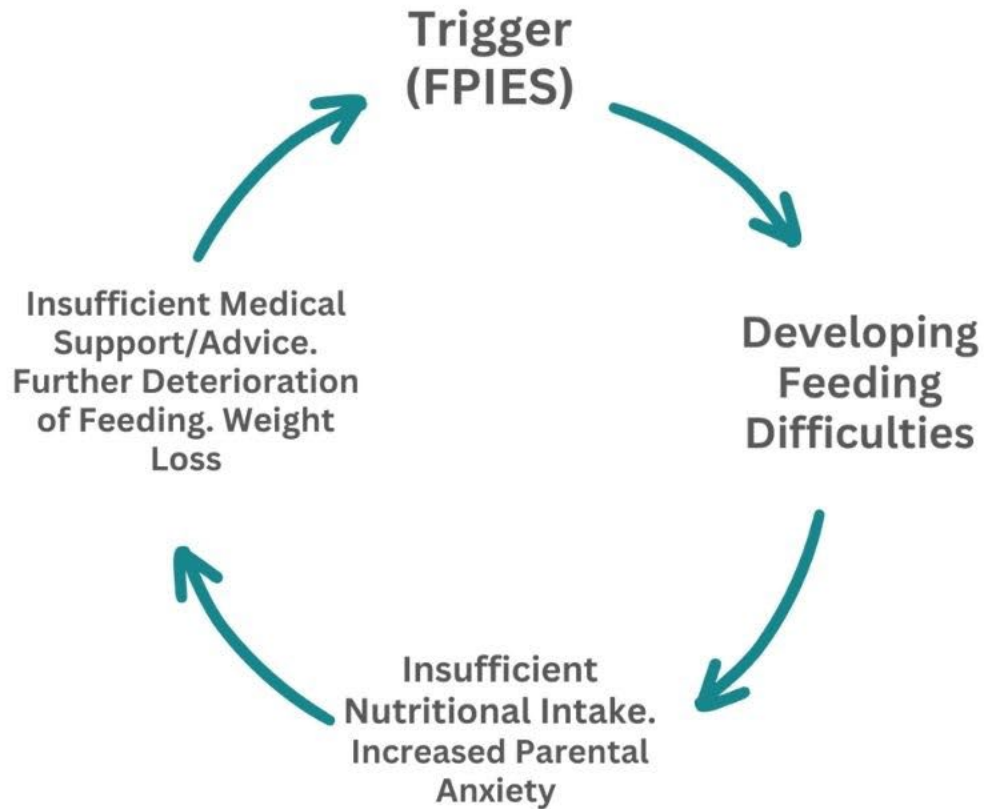 Trigger
(FPIES)
Developing
Feeding
Difficulties
Insufficient
Nutritional Intake.
Increased Parental
Anxiety
Insufficient Medical
Support/Advice.
Further Deterioration
of Feeding. Weight
Loss